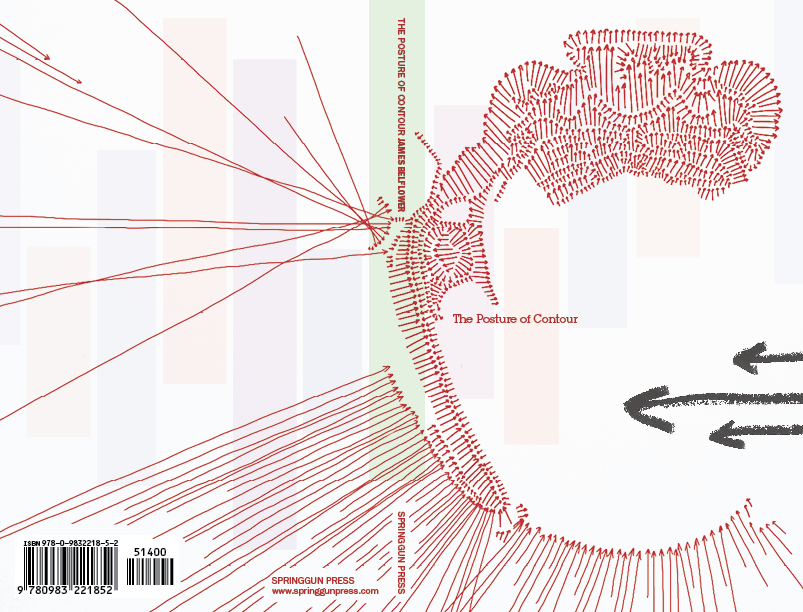 THE POSTURE OF CONTOUR JAMES BELFLOWER
The Posture of Contour
SPRINGGUN PRESS
ISBN 978-0-9832218-5-2
51400
9 780983 221852
SPRINGGUN PRESS
www.springgunpress.com